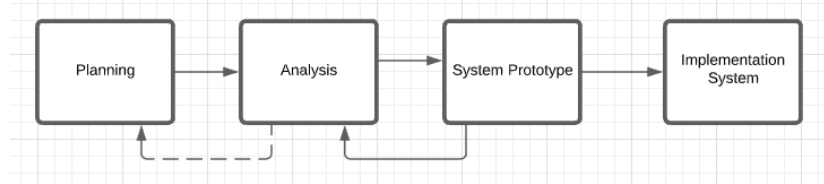 Planning
Analysis
System Prototype
Implementation
System